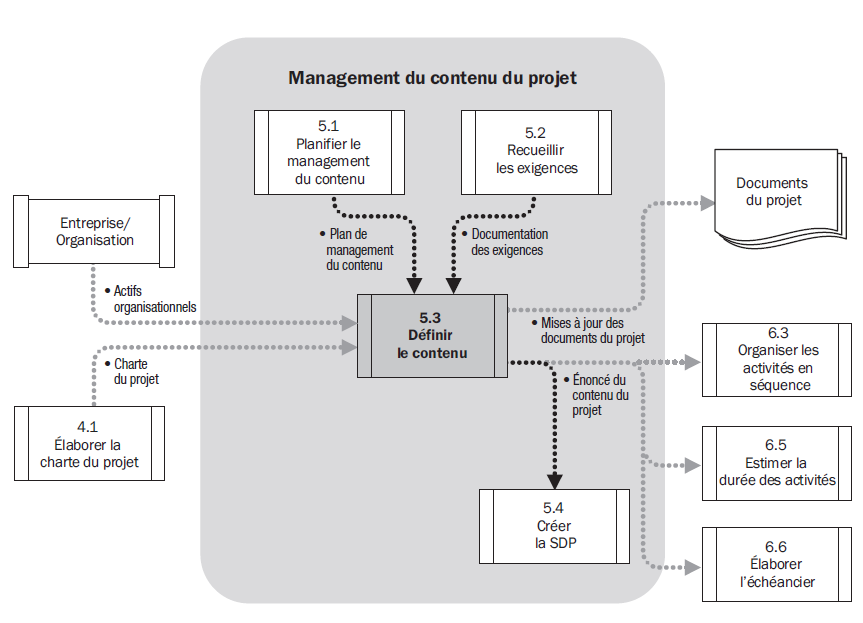 Management du contenu du projet
5.1
Planifier le
management
du contenu
5.2
Recueillir
les exigences
Documents
du projet
Entreprise/
Organisation
• Plan de
management
du contenu
• Documentation
des exigences
• Actifs
organisationnels
5.3
Définir
le contenu
• Mises à jour des
documents du projet
6.3
Organiser les
activités en
séquence
• Charte
du projet
• Énoncé du
contenu du
projet
4.1
Élaborer la
charte du projet
6.5
Estimer la
durée des activités
5.4
Créer
la SDP
6.6
Élaborer
l'échéancier